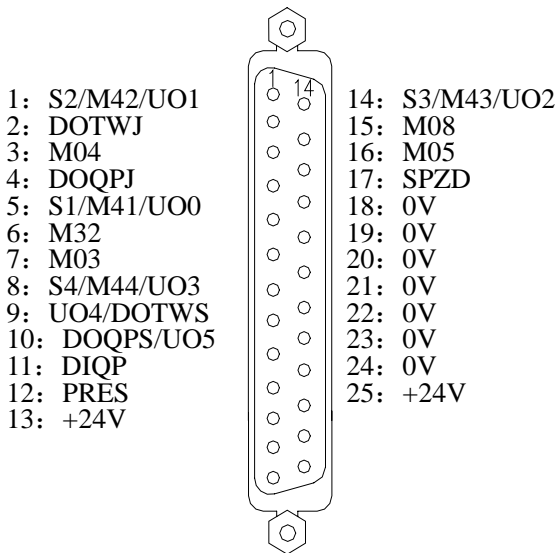 1 14
1：S2/M42/UO1
2：DOTWJ
3：M04
4：DOQPJ
5：S1/M41/UO0
6：M32
7：M03
8：S4/M44/UO3
9：UO4/DOTWS
10：DOQPS/UO5
11：DIQP
12：PRES
13：+24V
14：S3/M43/UO2
15：M08
16：M05
17：SPZD
18：0V
19：0V
20：0V
21：0V
22：0V
23：0V
24：0V
25：+24V